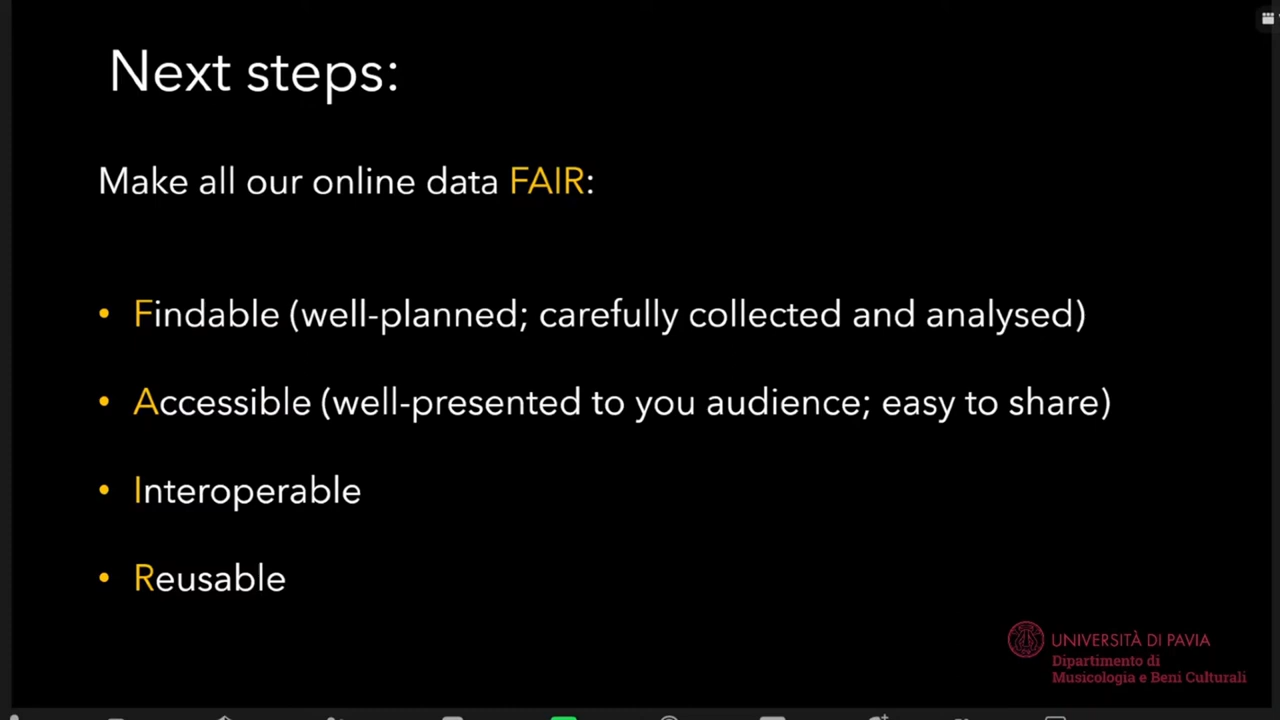 Next steps:
Make all our online data FAIR:
• Findable (well-planned; carefully collected and analysed)
• Accessible (well-presented to you audience; easy to share)
• Interoperable
• Reusable
UNIVERSITÀ DI PAVIA
Dipartimento di
Musicologia e Beni Culturali